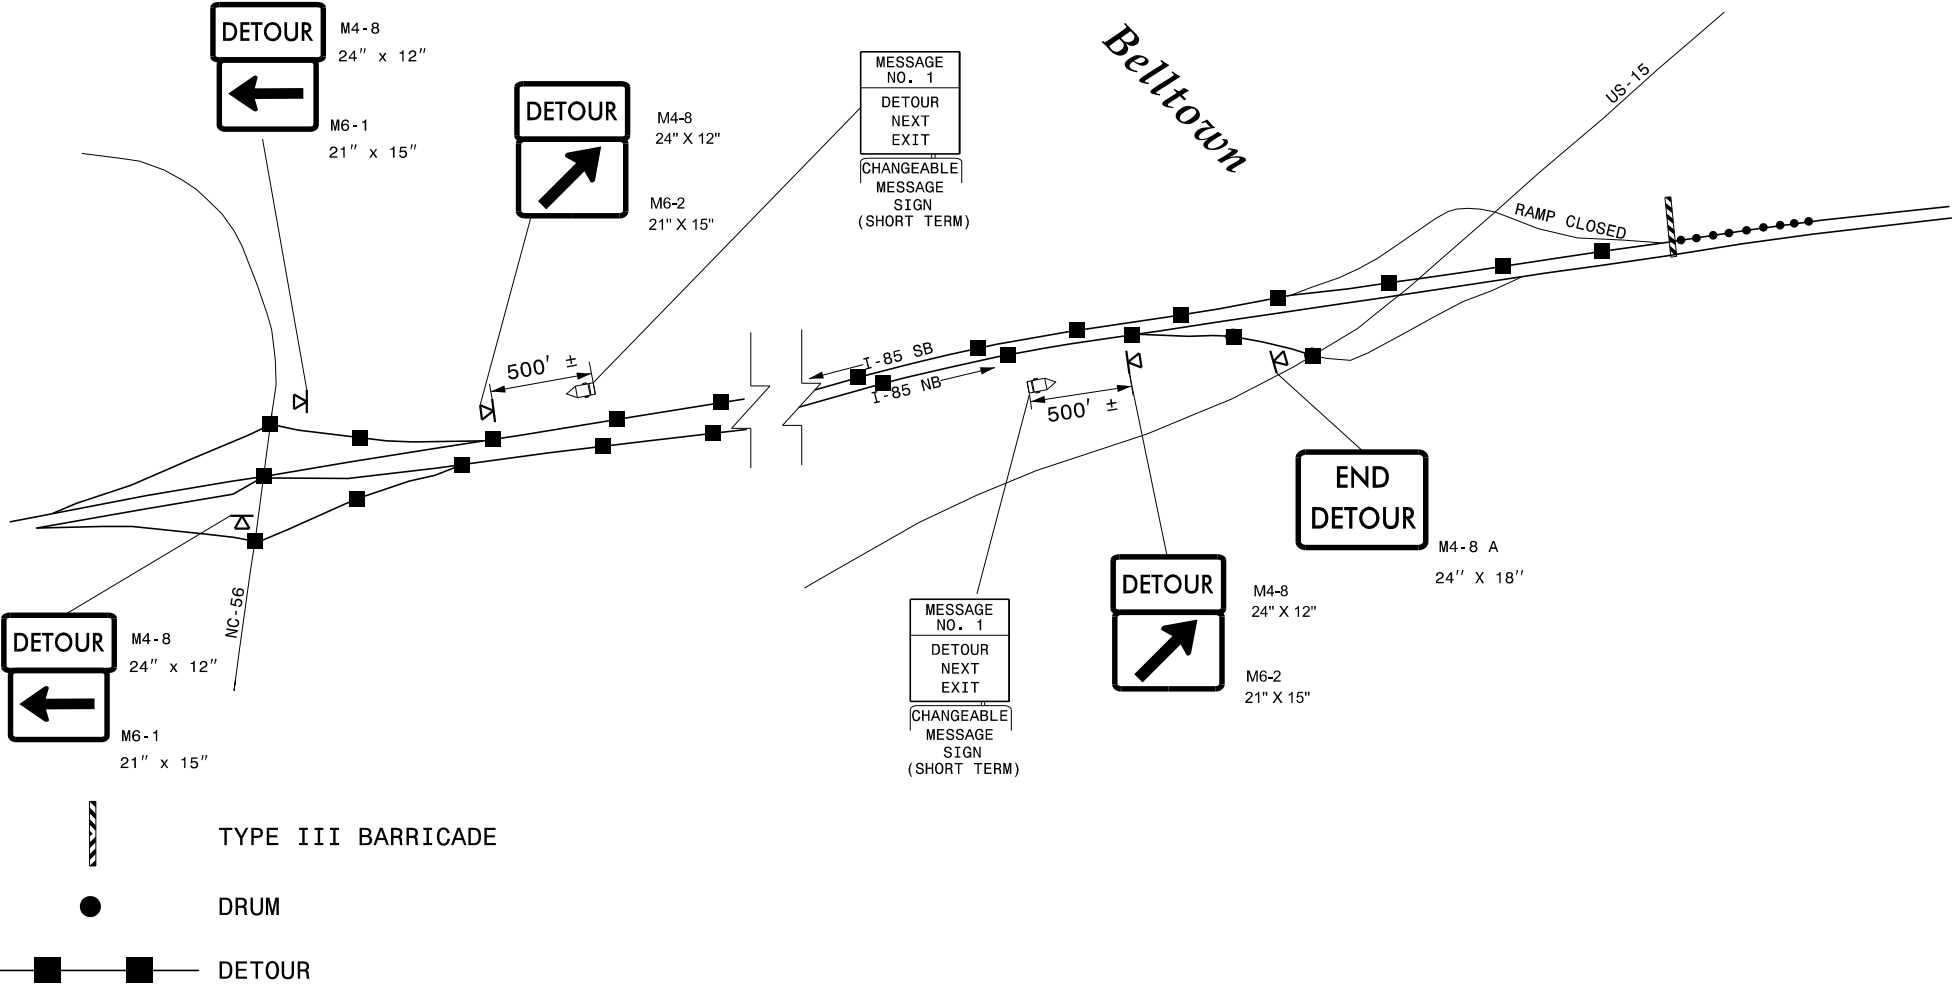 DETOUR
M4-8
24" x 12"
M6-1
21" x 15"
DETOUR
M4-8
24" X 12"
M6-2
21" X 15"
MESSAGE
NO. 1
DETOUR
NEXT
EXIT
CHANGEABLE
MESSAGE
SIGN
(SHORT TERM)
Belltown
US-15
RAMP CLOSED
500' ±
I-85 SB
I-85 NB
500' ±
END
DETOUR
M4-8 A
24'' X 18''
NC-56
DETOUR
M4-8
24" x 12"
M6-1
21" x 15"
MESSAGE
NO. 1
DETOUR
NEXT
EXIT
CHANGEABLE
MESSAGE
SIGN
(SHORT TERM)
DETOUR
M4-8
24" X 12"
M6-2
21" X 15"
TYPE III BARRICADE
DRUM
DETOUR